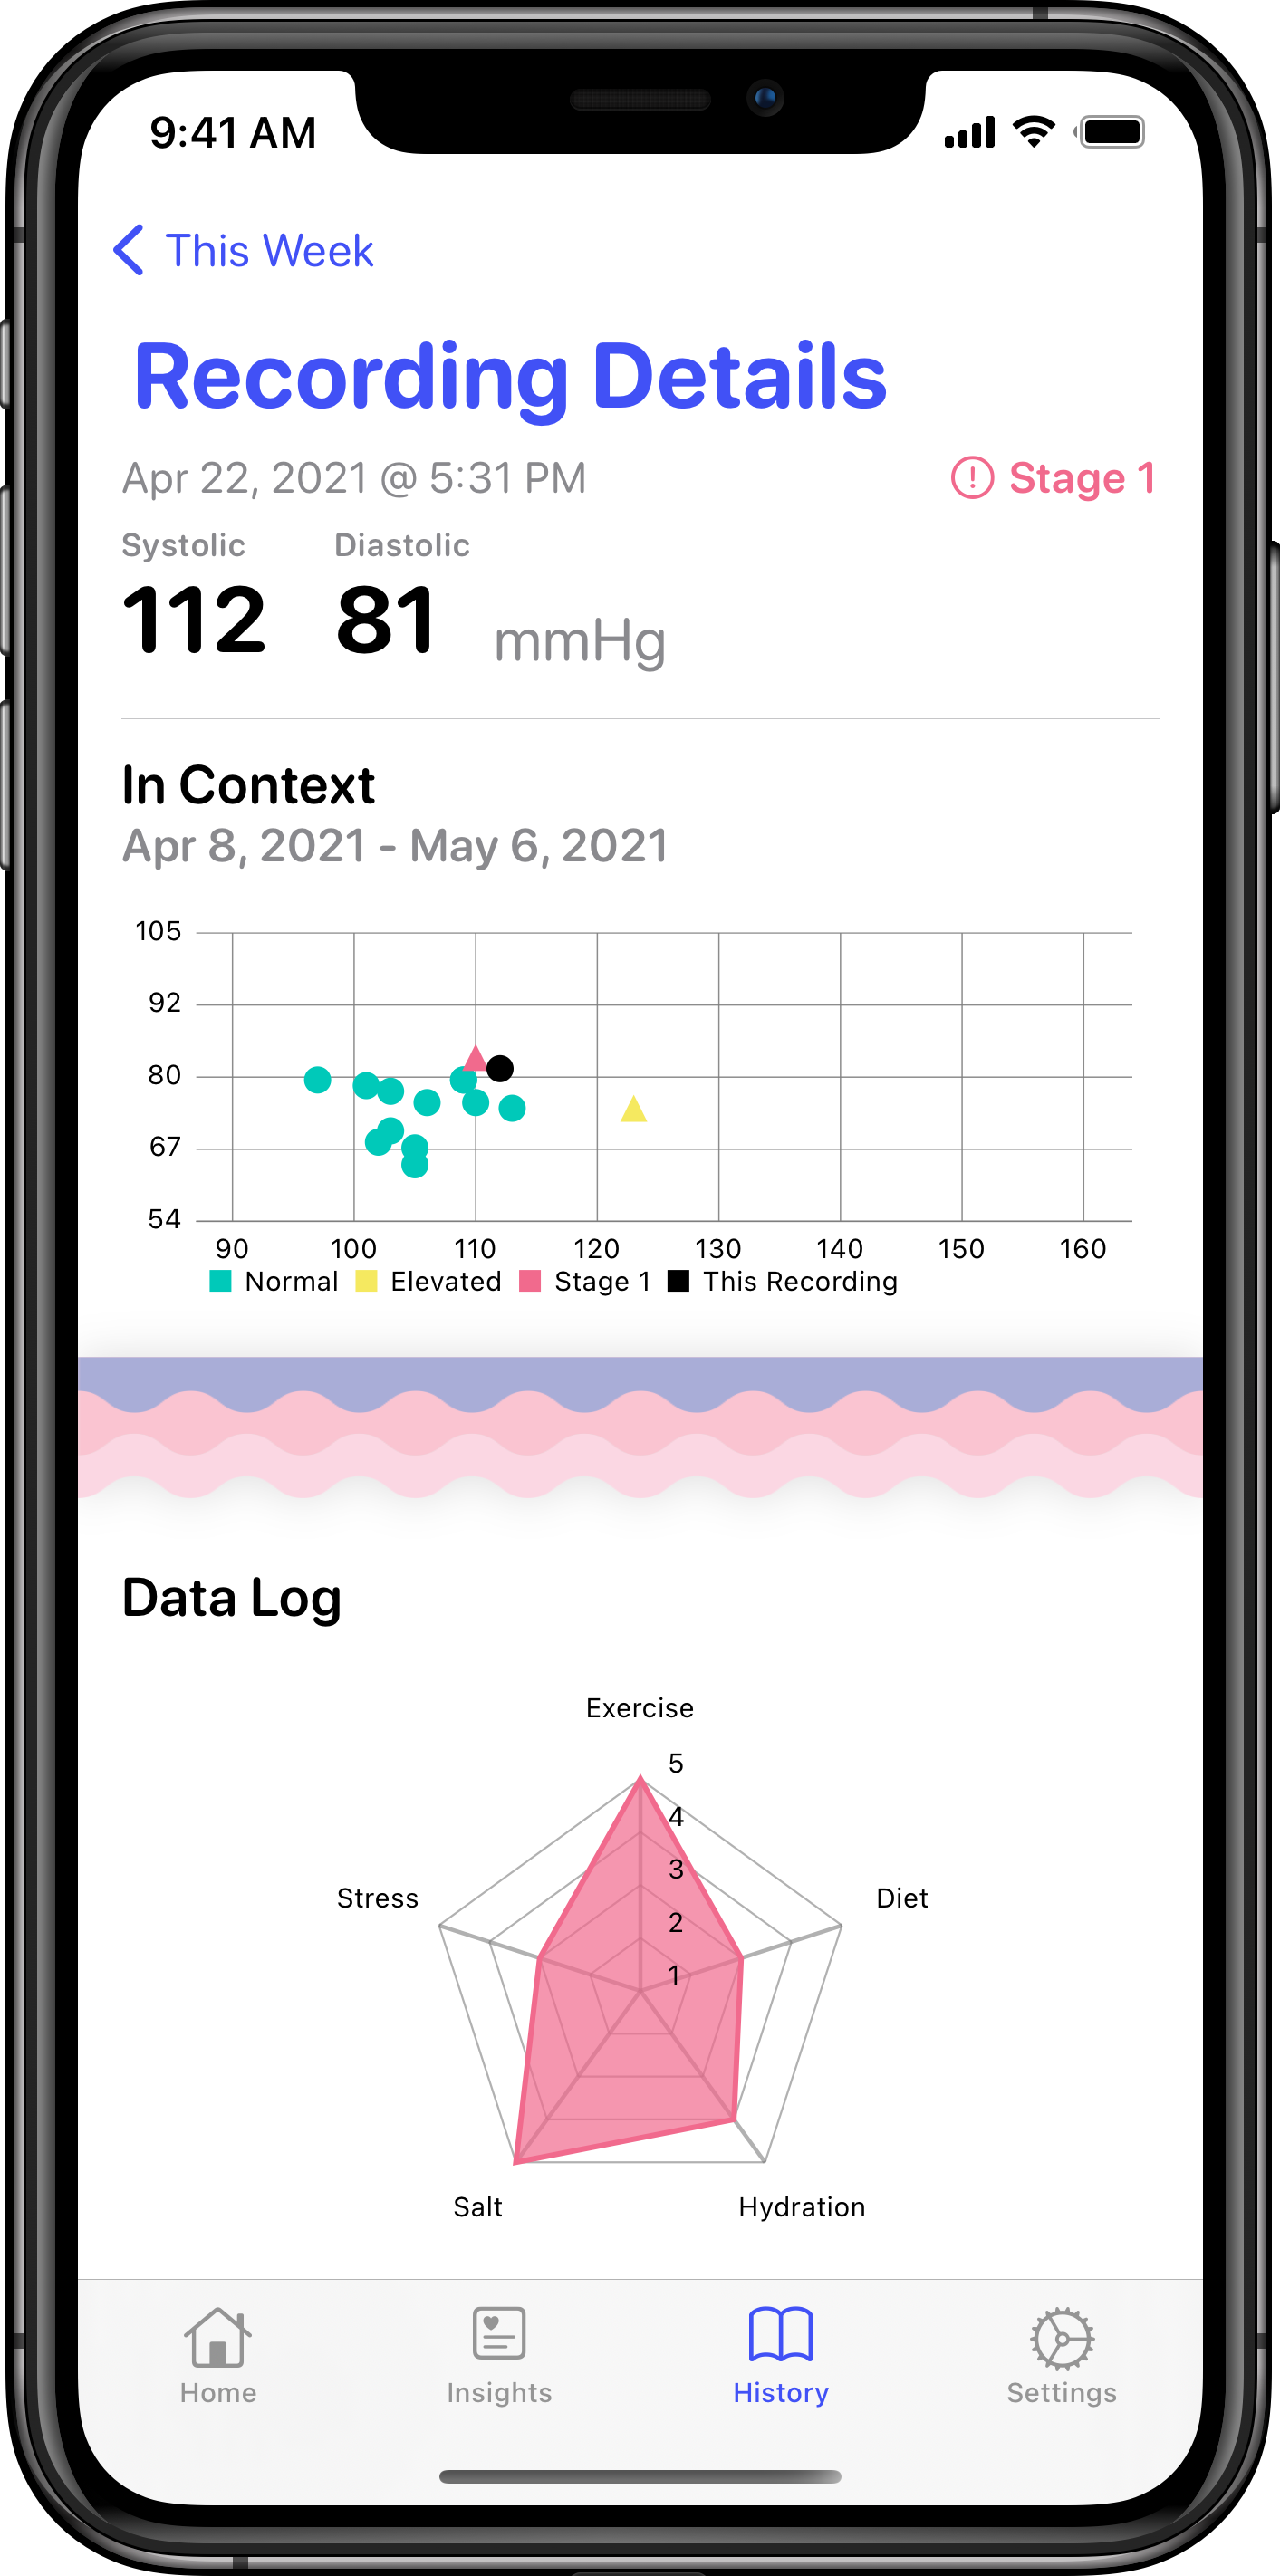 9:41 AM
This Week
Recording Details
Apr 22, 2021 @ 5:31 PM Stage 1
Systolic Diastolic
112 81 mmHg
In Context
Apr 8, 2021 - May 6, 2021
105
92
80
67
54
90 100 110 120 130 140 150 160
Normal Elevated Stage 1 This Recording
Data Log
Exercise
5
4
3
Stress Diet
2
1
Salt Hydration
Home Insights History Settings